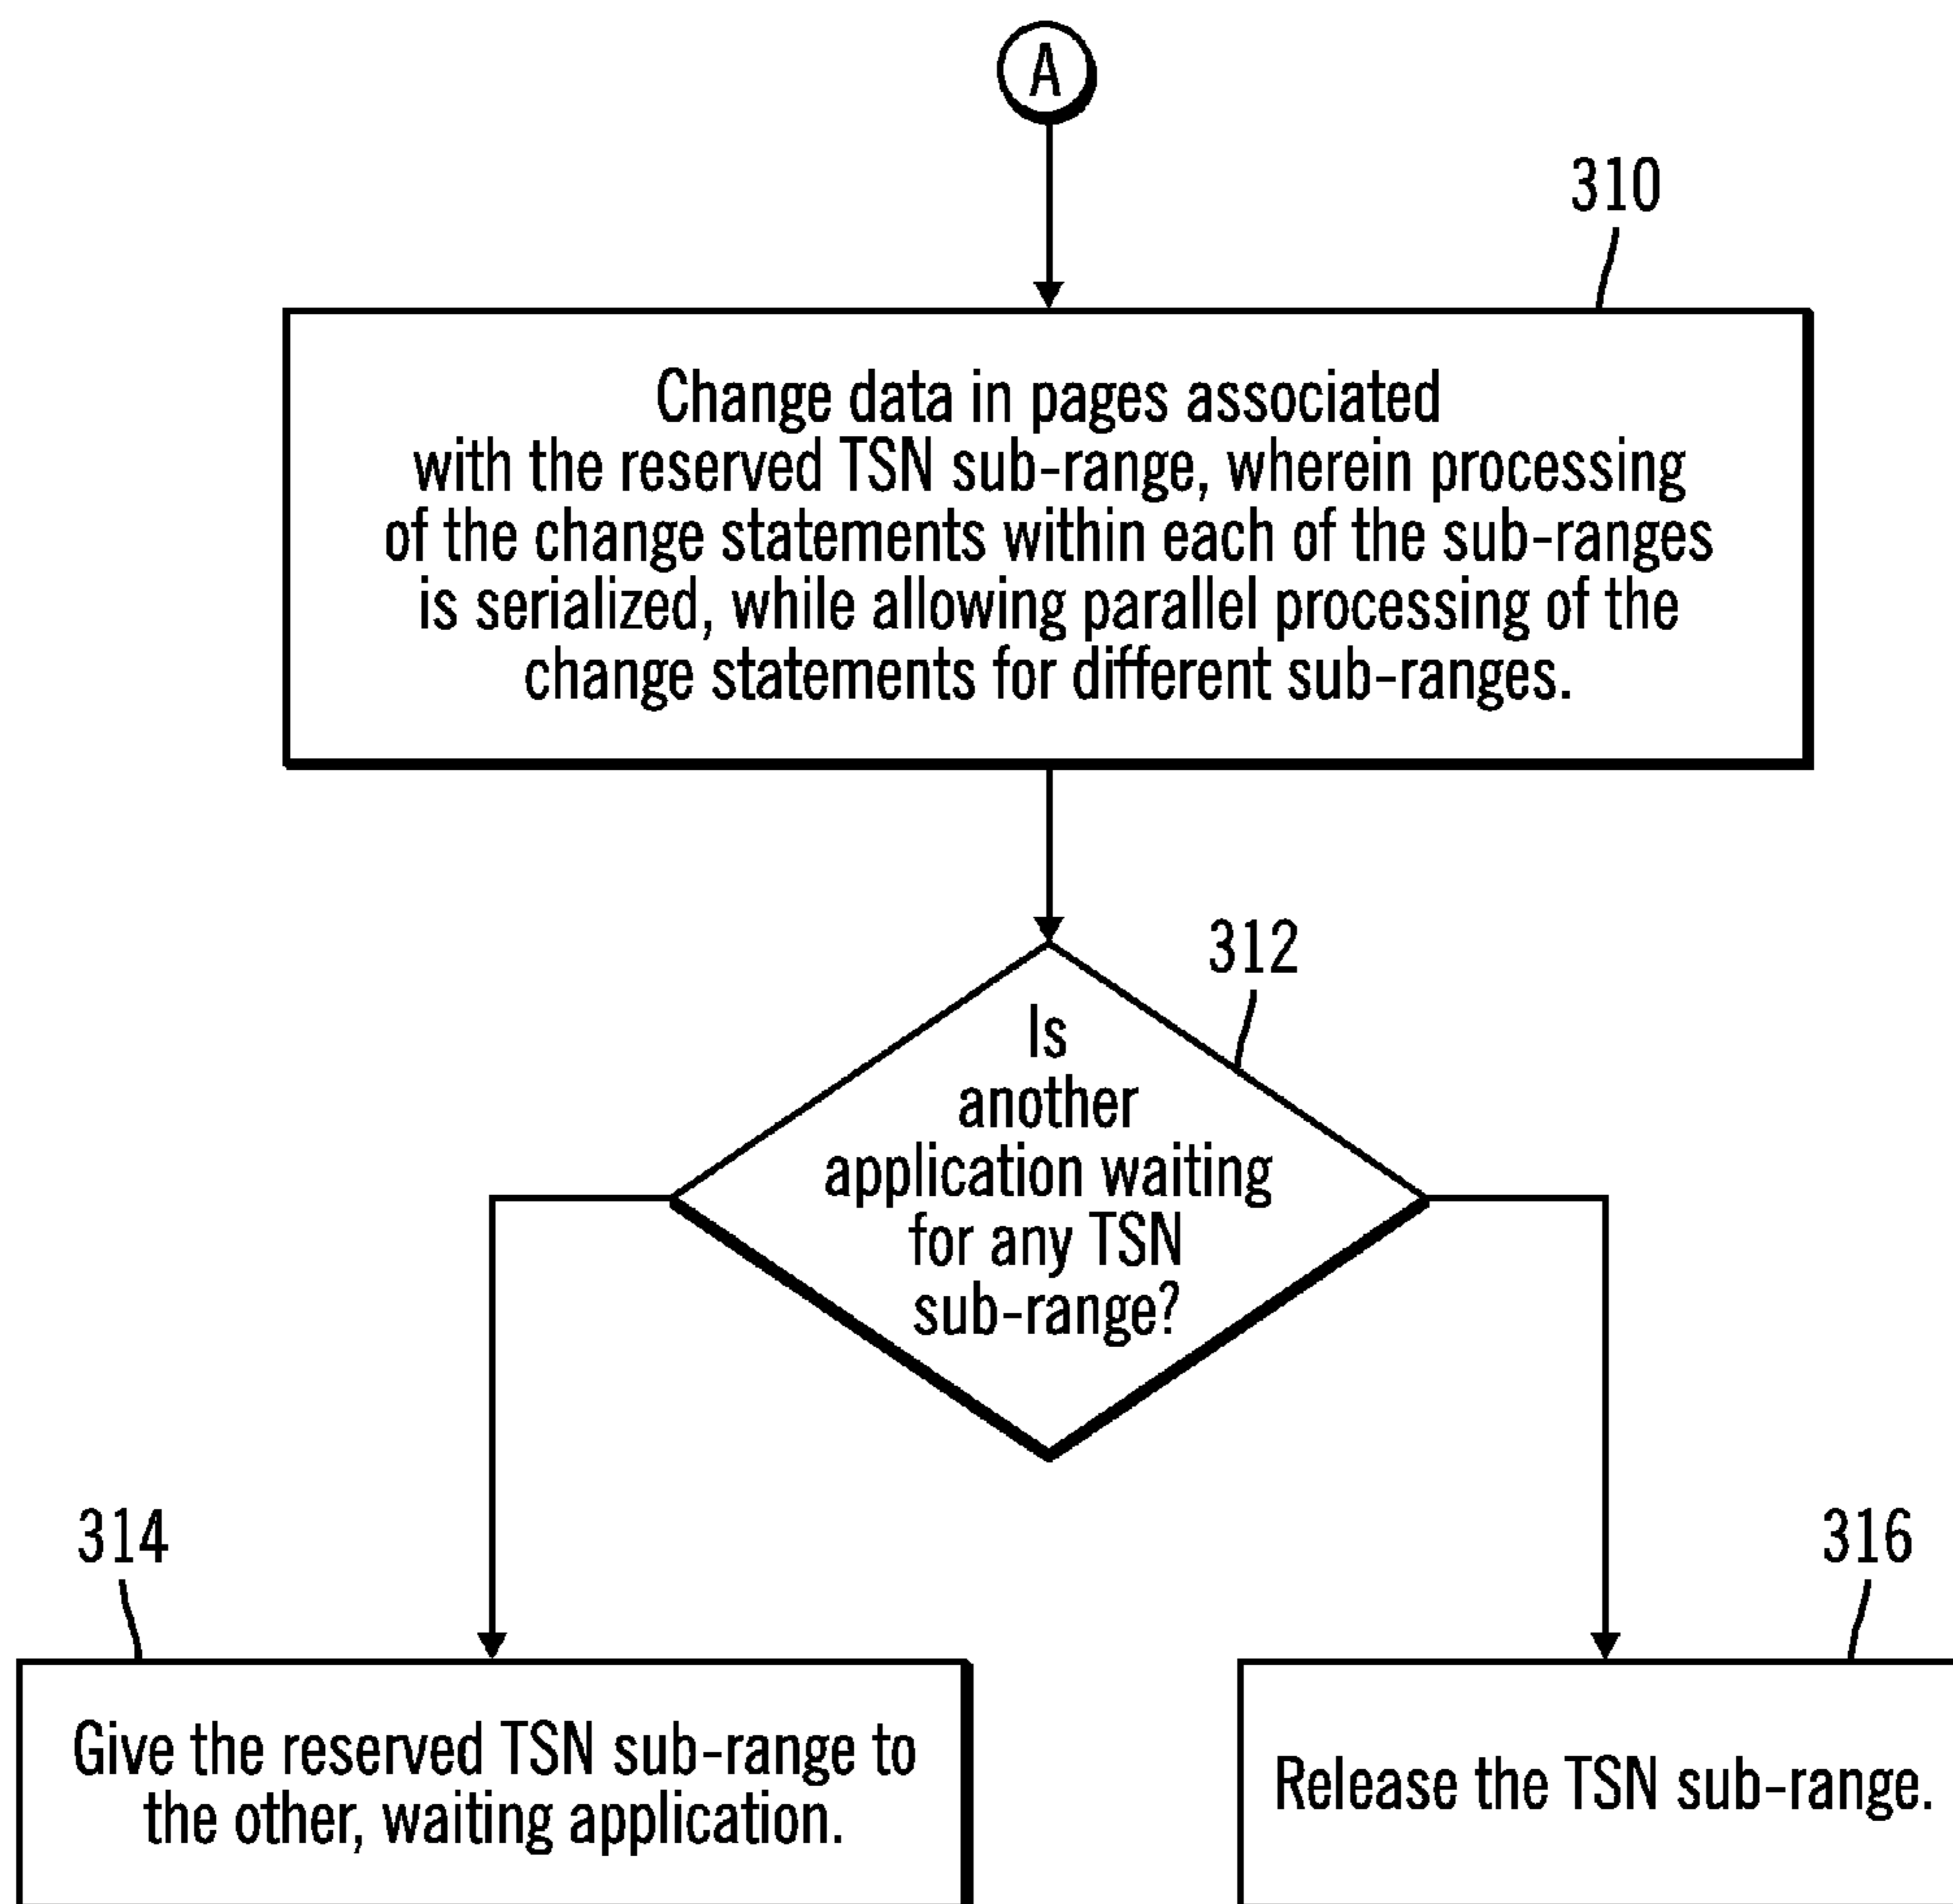 A
310
Change data in pages associated
with the reserved TSN sub-range, wherein processing
of the change statements within each of the sub-ranges
is serialized, while allowing parallel processing of the
change statements for different sub-ranges.
312
Is
another
application waiting
for any TSN
sub-range?
314
Give the reserved TSN sub-range to
the other, waiting application.
316
Release the TSN sub-range.